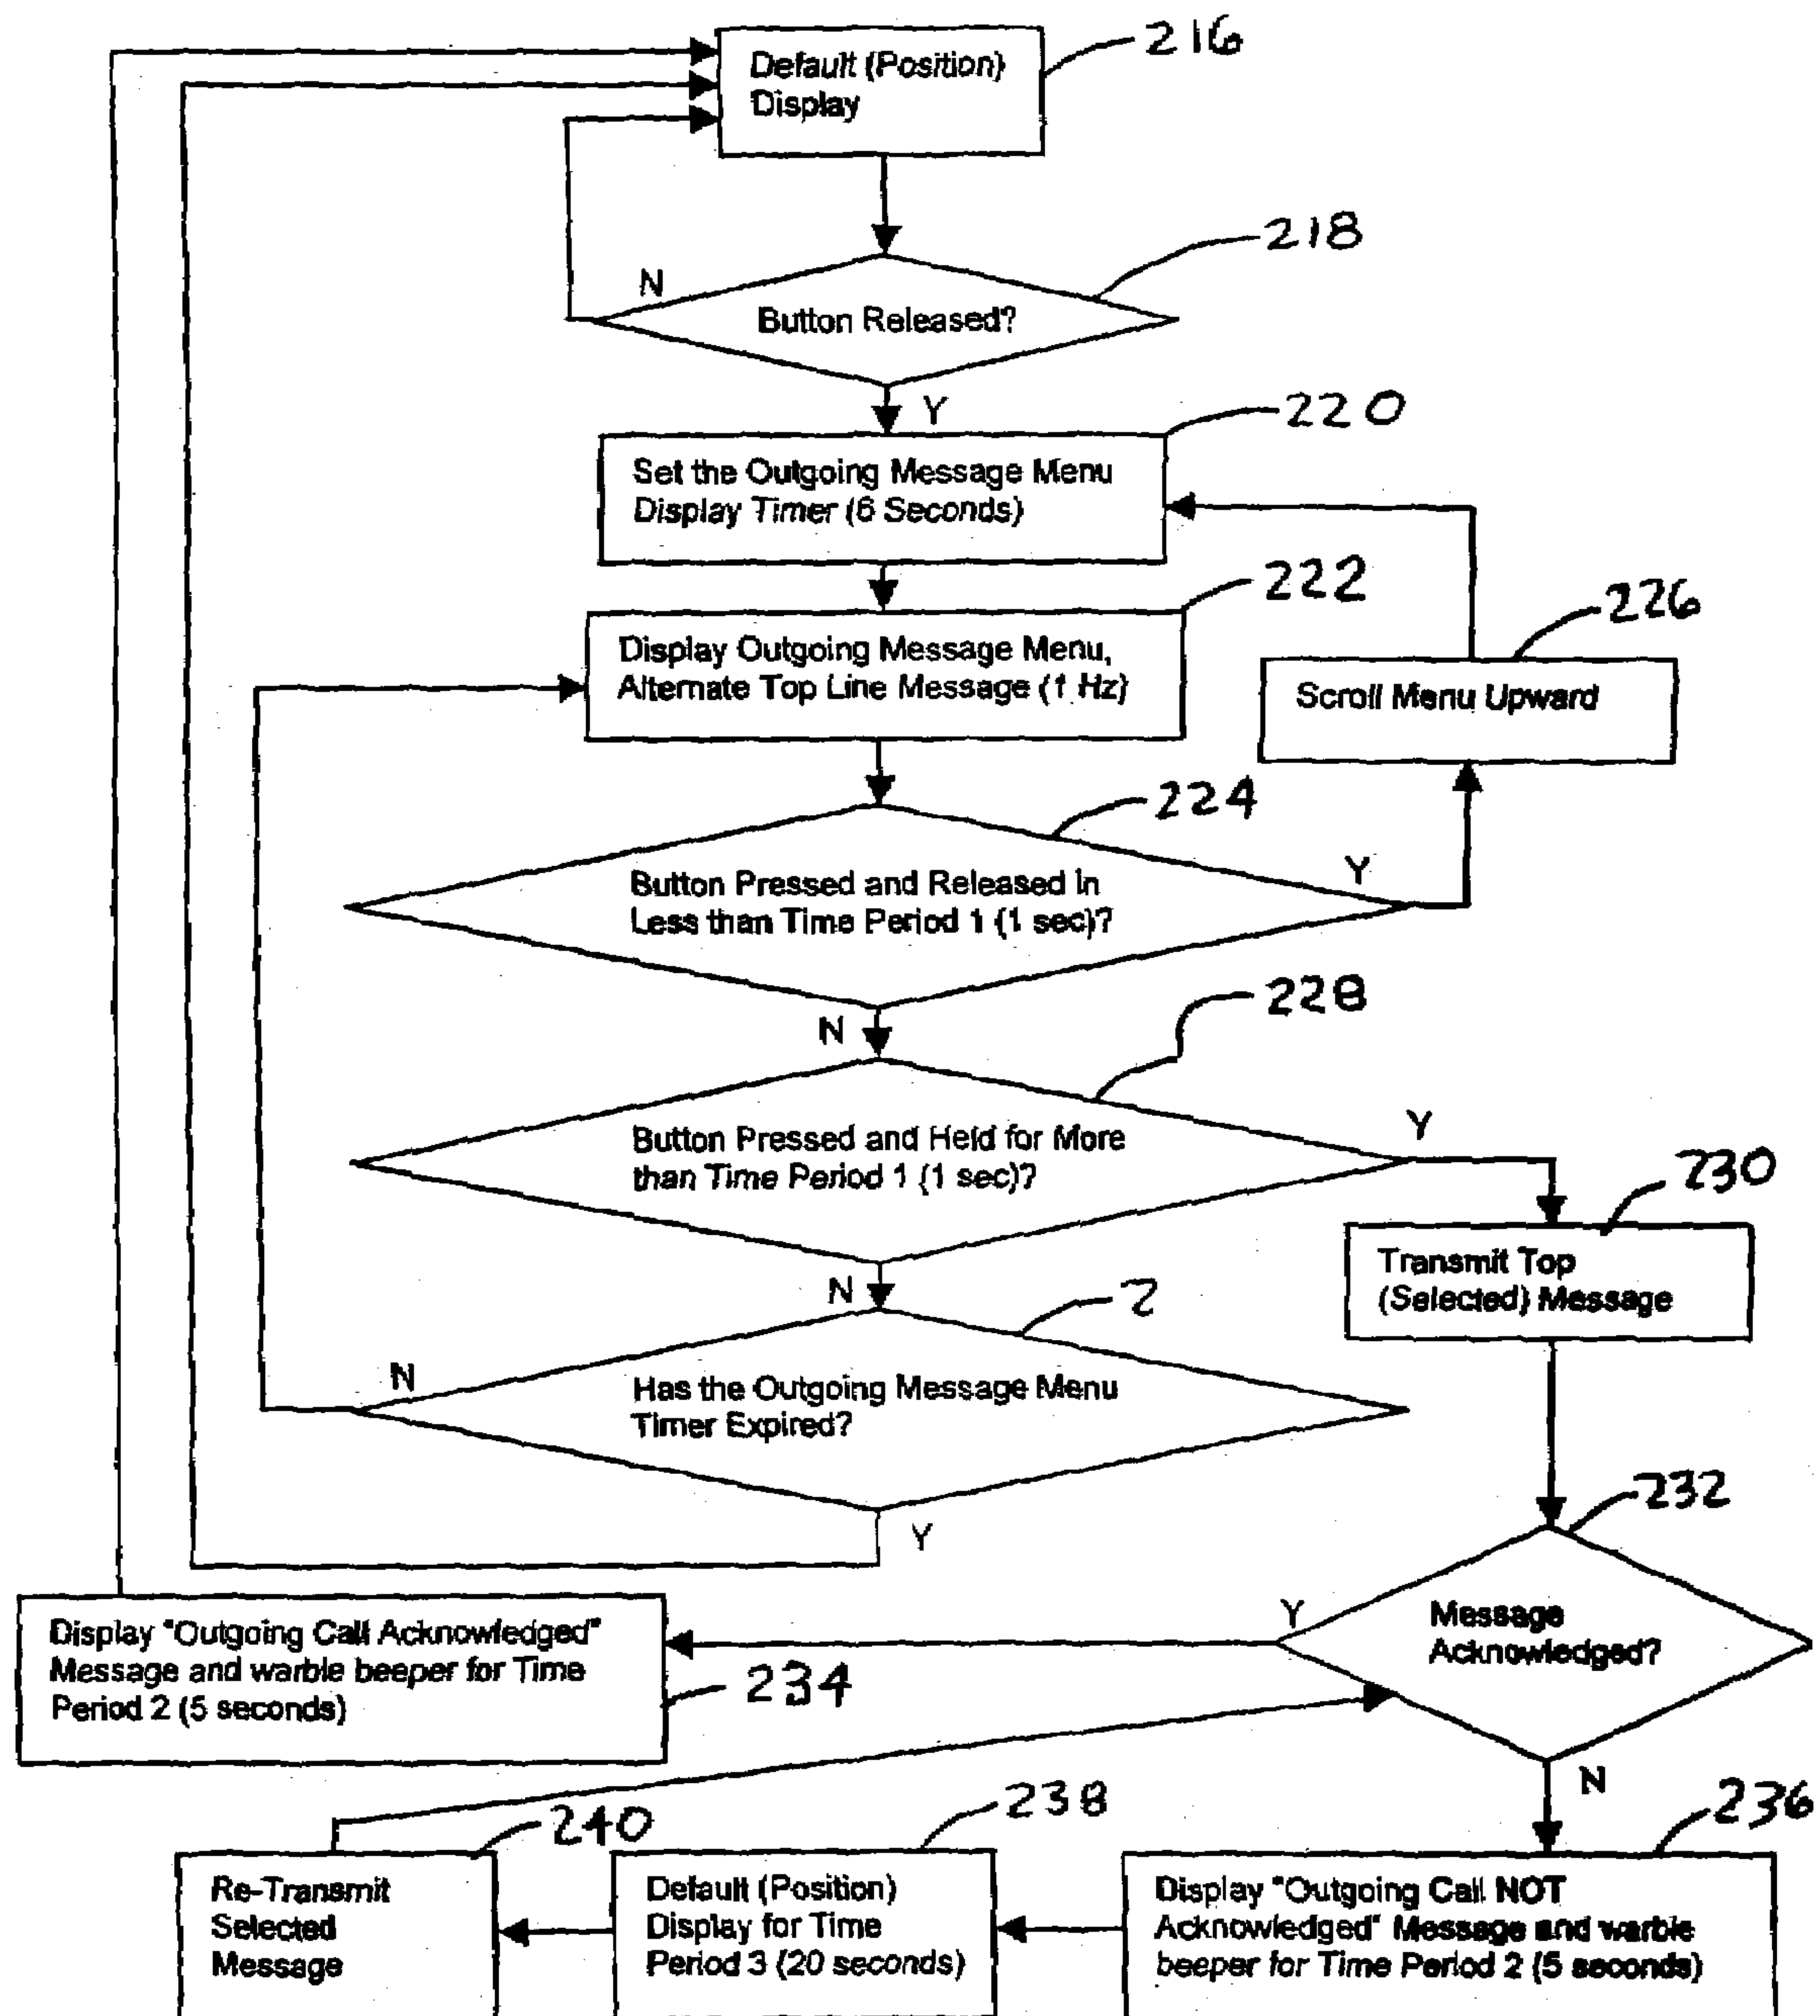 216
Default (Position)
Display
218
N
Button Released?
Y
220
Set the Outgoing Message Menu
Display Timer (6 Seconds)
222
Display Outgoing Message Menu,
Alternate Top Line Message (1 Hz)
226
Scroll Menu Upward
224
Y
Button Pressed and Released in
Less than Time Period 1 (1 sec)?
N
228
Y
Button Pressed and Held for More
than Time Period 1 (1 sec)?
230
Transmit Top
(Selected) Message
N
2
N
Has the Outgoing Message Menu
Timer Expired?
Y
232
Y
Message
Acknowledged?
Display "Outgoing Call Acknowledged"
Message and warble beeper for Time
Period 2 (5 seconds)
234
N
240
238
236
Re-Transmit
Selected
Message
Default (Position)
Display for Time
Period 3 (20 seconds)
Display "Outgoing Call NOT
Acknowledged" Message and warble
beeper for Time Period 2 (5 seconds)